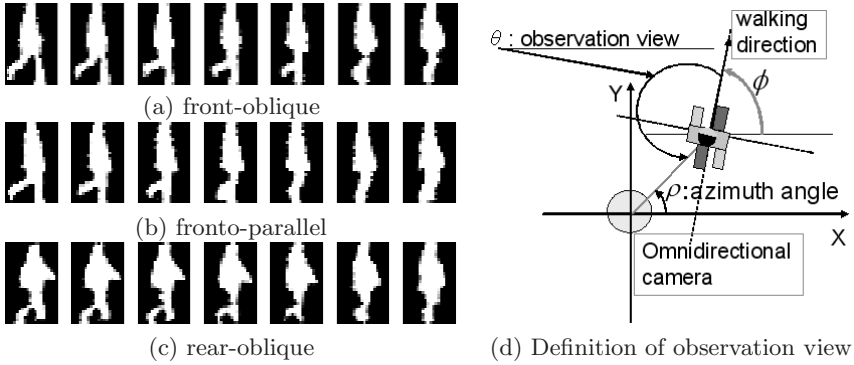 (a) front-oblique
(b) fronto-parallel
(c) rear-oblique
θ : observation view
walking
direction
ϕ
Y
ρ:azimuth angle
X
Omnidirectional
camera
(d) Definition of observation view